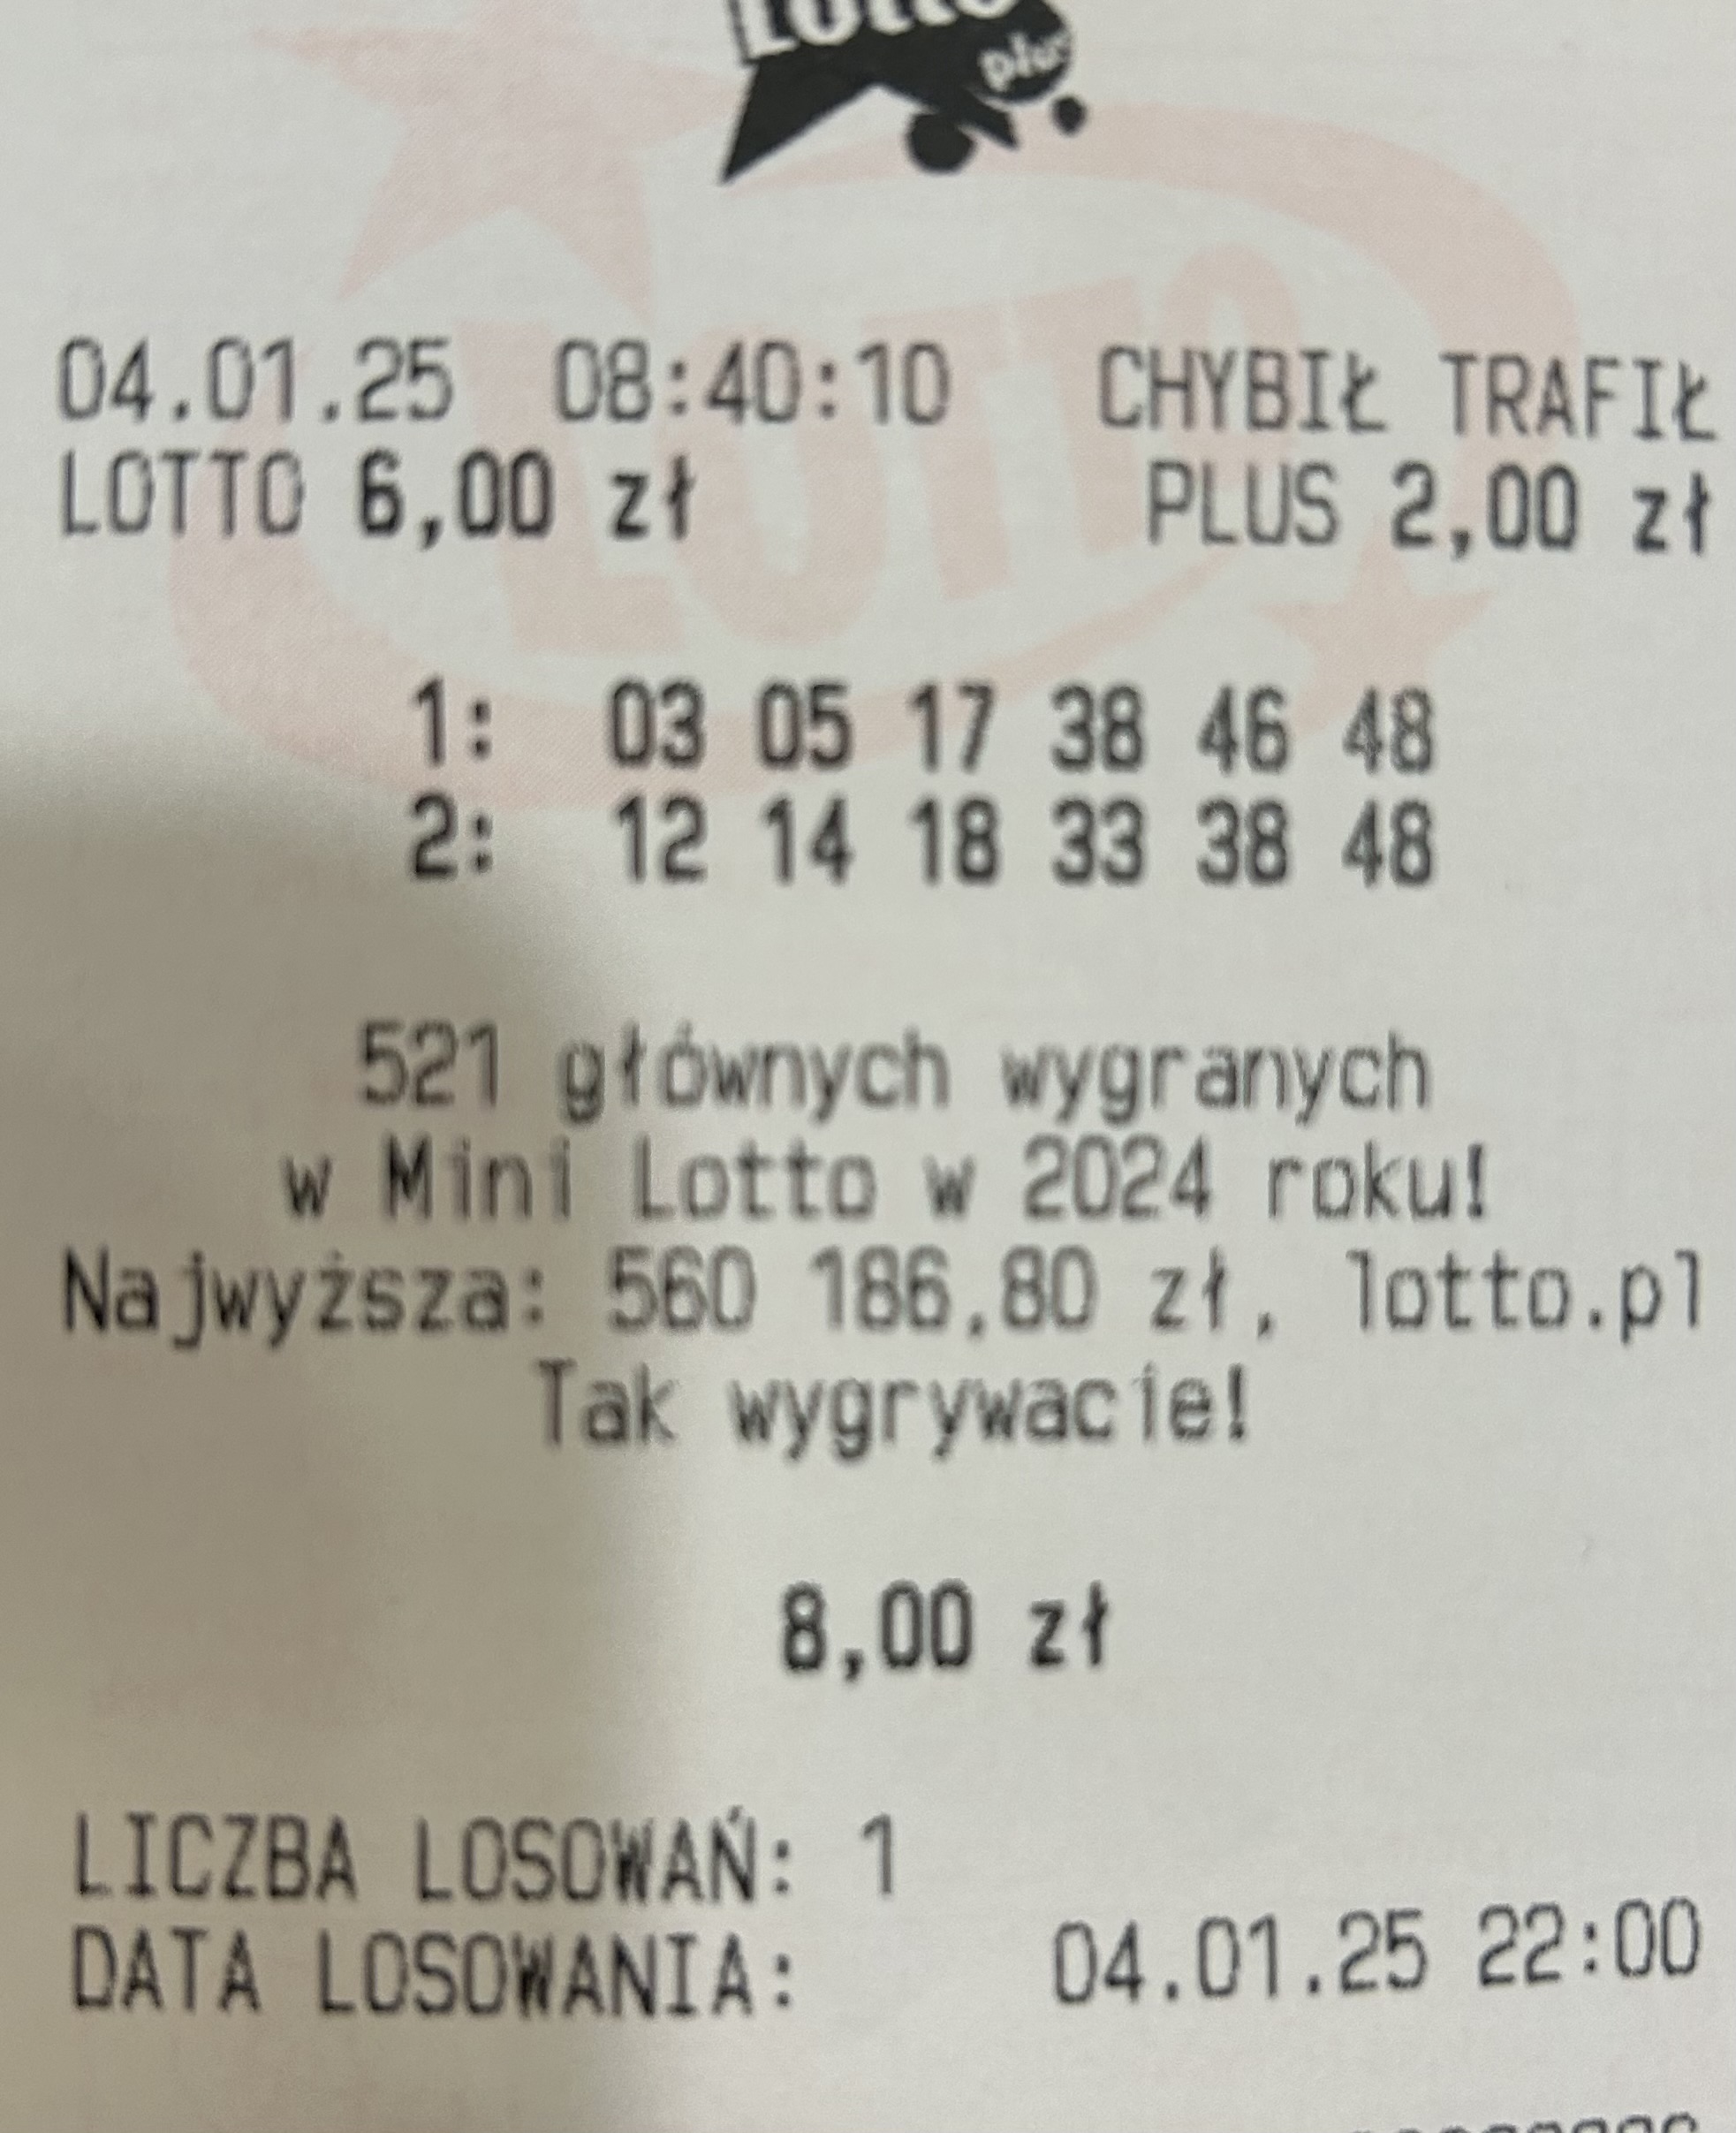 LOTTO
plus
04.01.25 08:40:10 CHYBIŁ TRAFIŁ
LOTTO 6,00 zł PLUS 2,00 zł
1: 03 05 17 38 46 48
2: 12 14 18 33 38 48
521 głównych wygranych
w Mini Lotto w 2024 roku!
Najwyższa: 560 186,80 zł, lotto.pl
Tak wygrywacie!
8,00 zł
LICZBA LOSOWAŃ: 1
DATA LOSOWANIA: 04.01.25 22:00